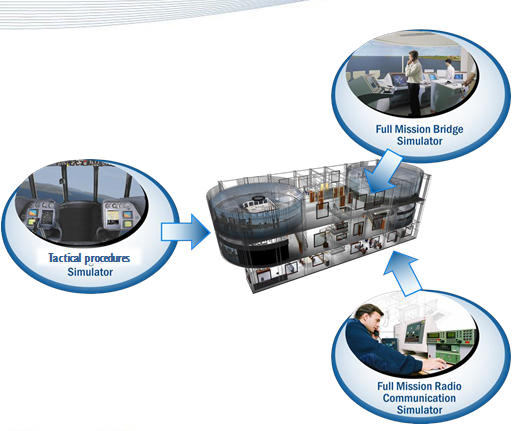 Full Mission Bridge
Simulator
Tactical procedures
Simulator
Full Mission Radio
Communication
Simulator